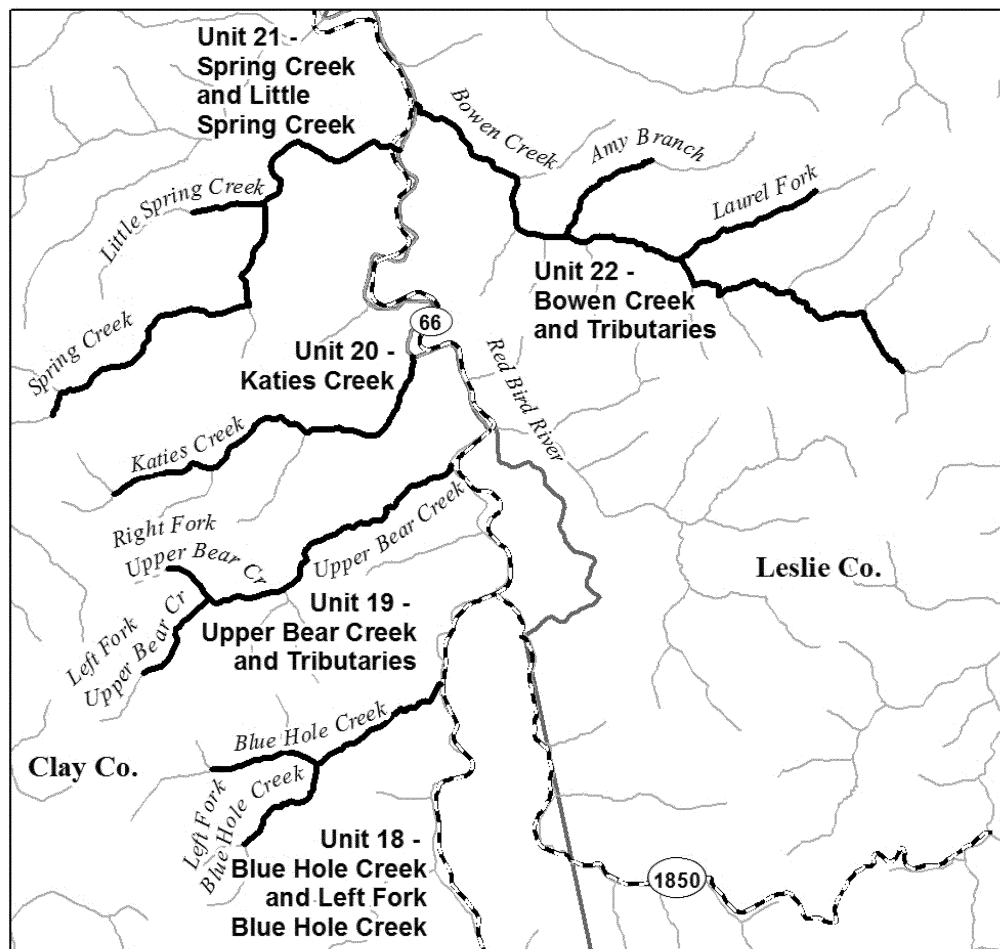 Unit 21 -
Spring Creek
and Little
Spring Creek
Bowen Creek
Amy Branch
Laurel Fork
Little Spring Creek
Unit 22 -
Bowen Creek
and Tributaries
Spring Creek
66
Unit 20 -
Katies Creek
Red Bird River
Katies Creek
Right Fork
Upper Bear Cr
Upper Bear Creek
Leslie Co.
Unit 19 -
Upper Bear Creek
and Tributaries
Left Fork
Upper Bear Cr
Blue Hole Creek
Clay Co.
Left Fork
Blue Hole Creek
Unit 18 -
Blue Hole Creek
and Left Fork
Blue Hole Creek
1850